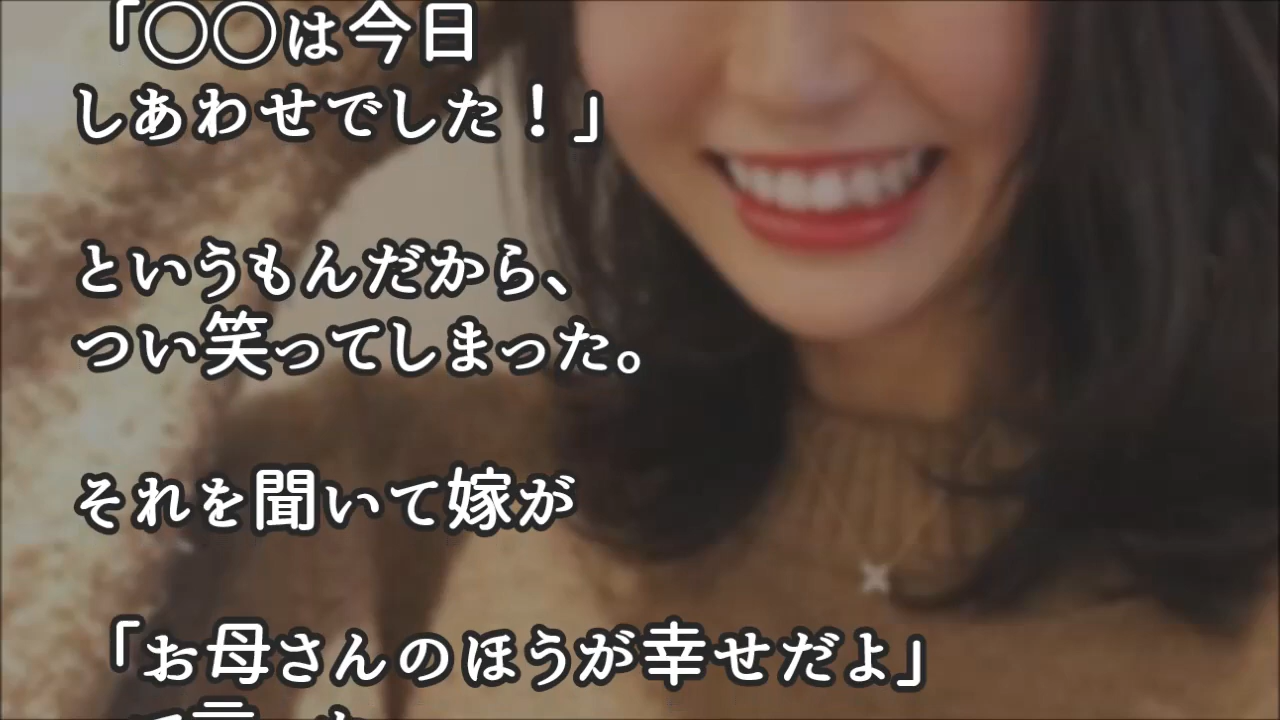 「〇〇は今日
しあわせでした！」
というもんだから、
つい笑ってしまった。
それを聞いて嫁が
「お母さんのほうが幸せだよ」